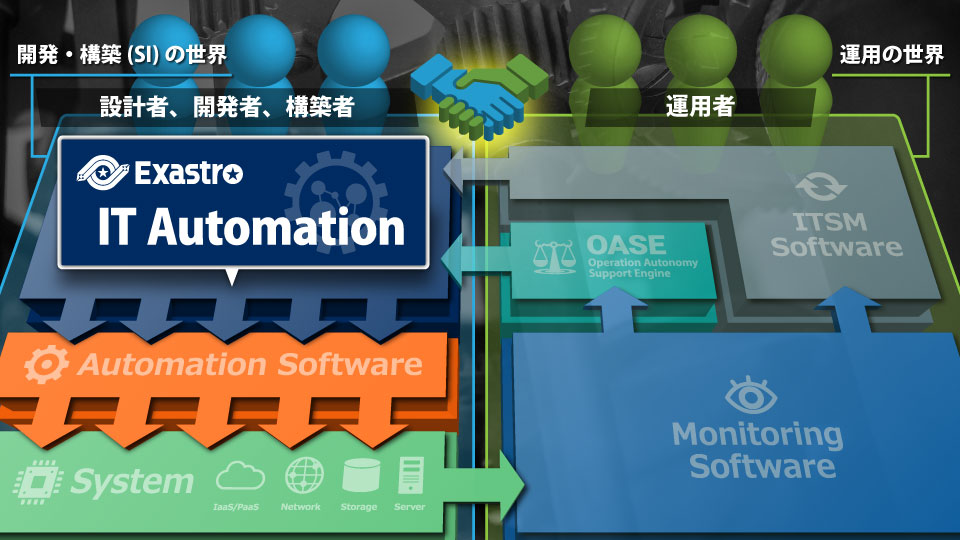 開発・構築 (SI) の世界
設計者、開発者、構築者
運用の世界
運用者
Exastro
IT Automation
Automation Software
System
IaaS/PaaS
Network
Storage
Server
OASE
Operation Autonomy
Support Engine
ITSM
Software
Monitoring
Software